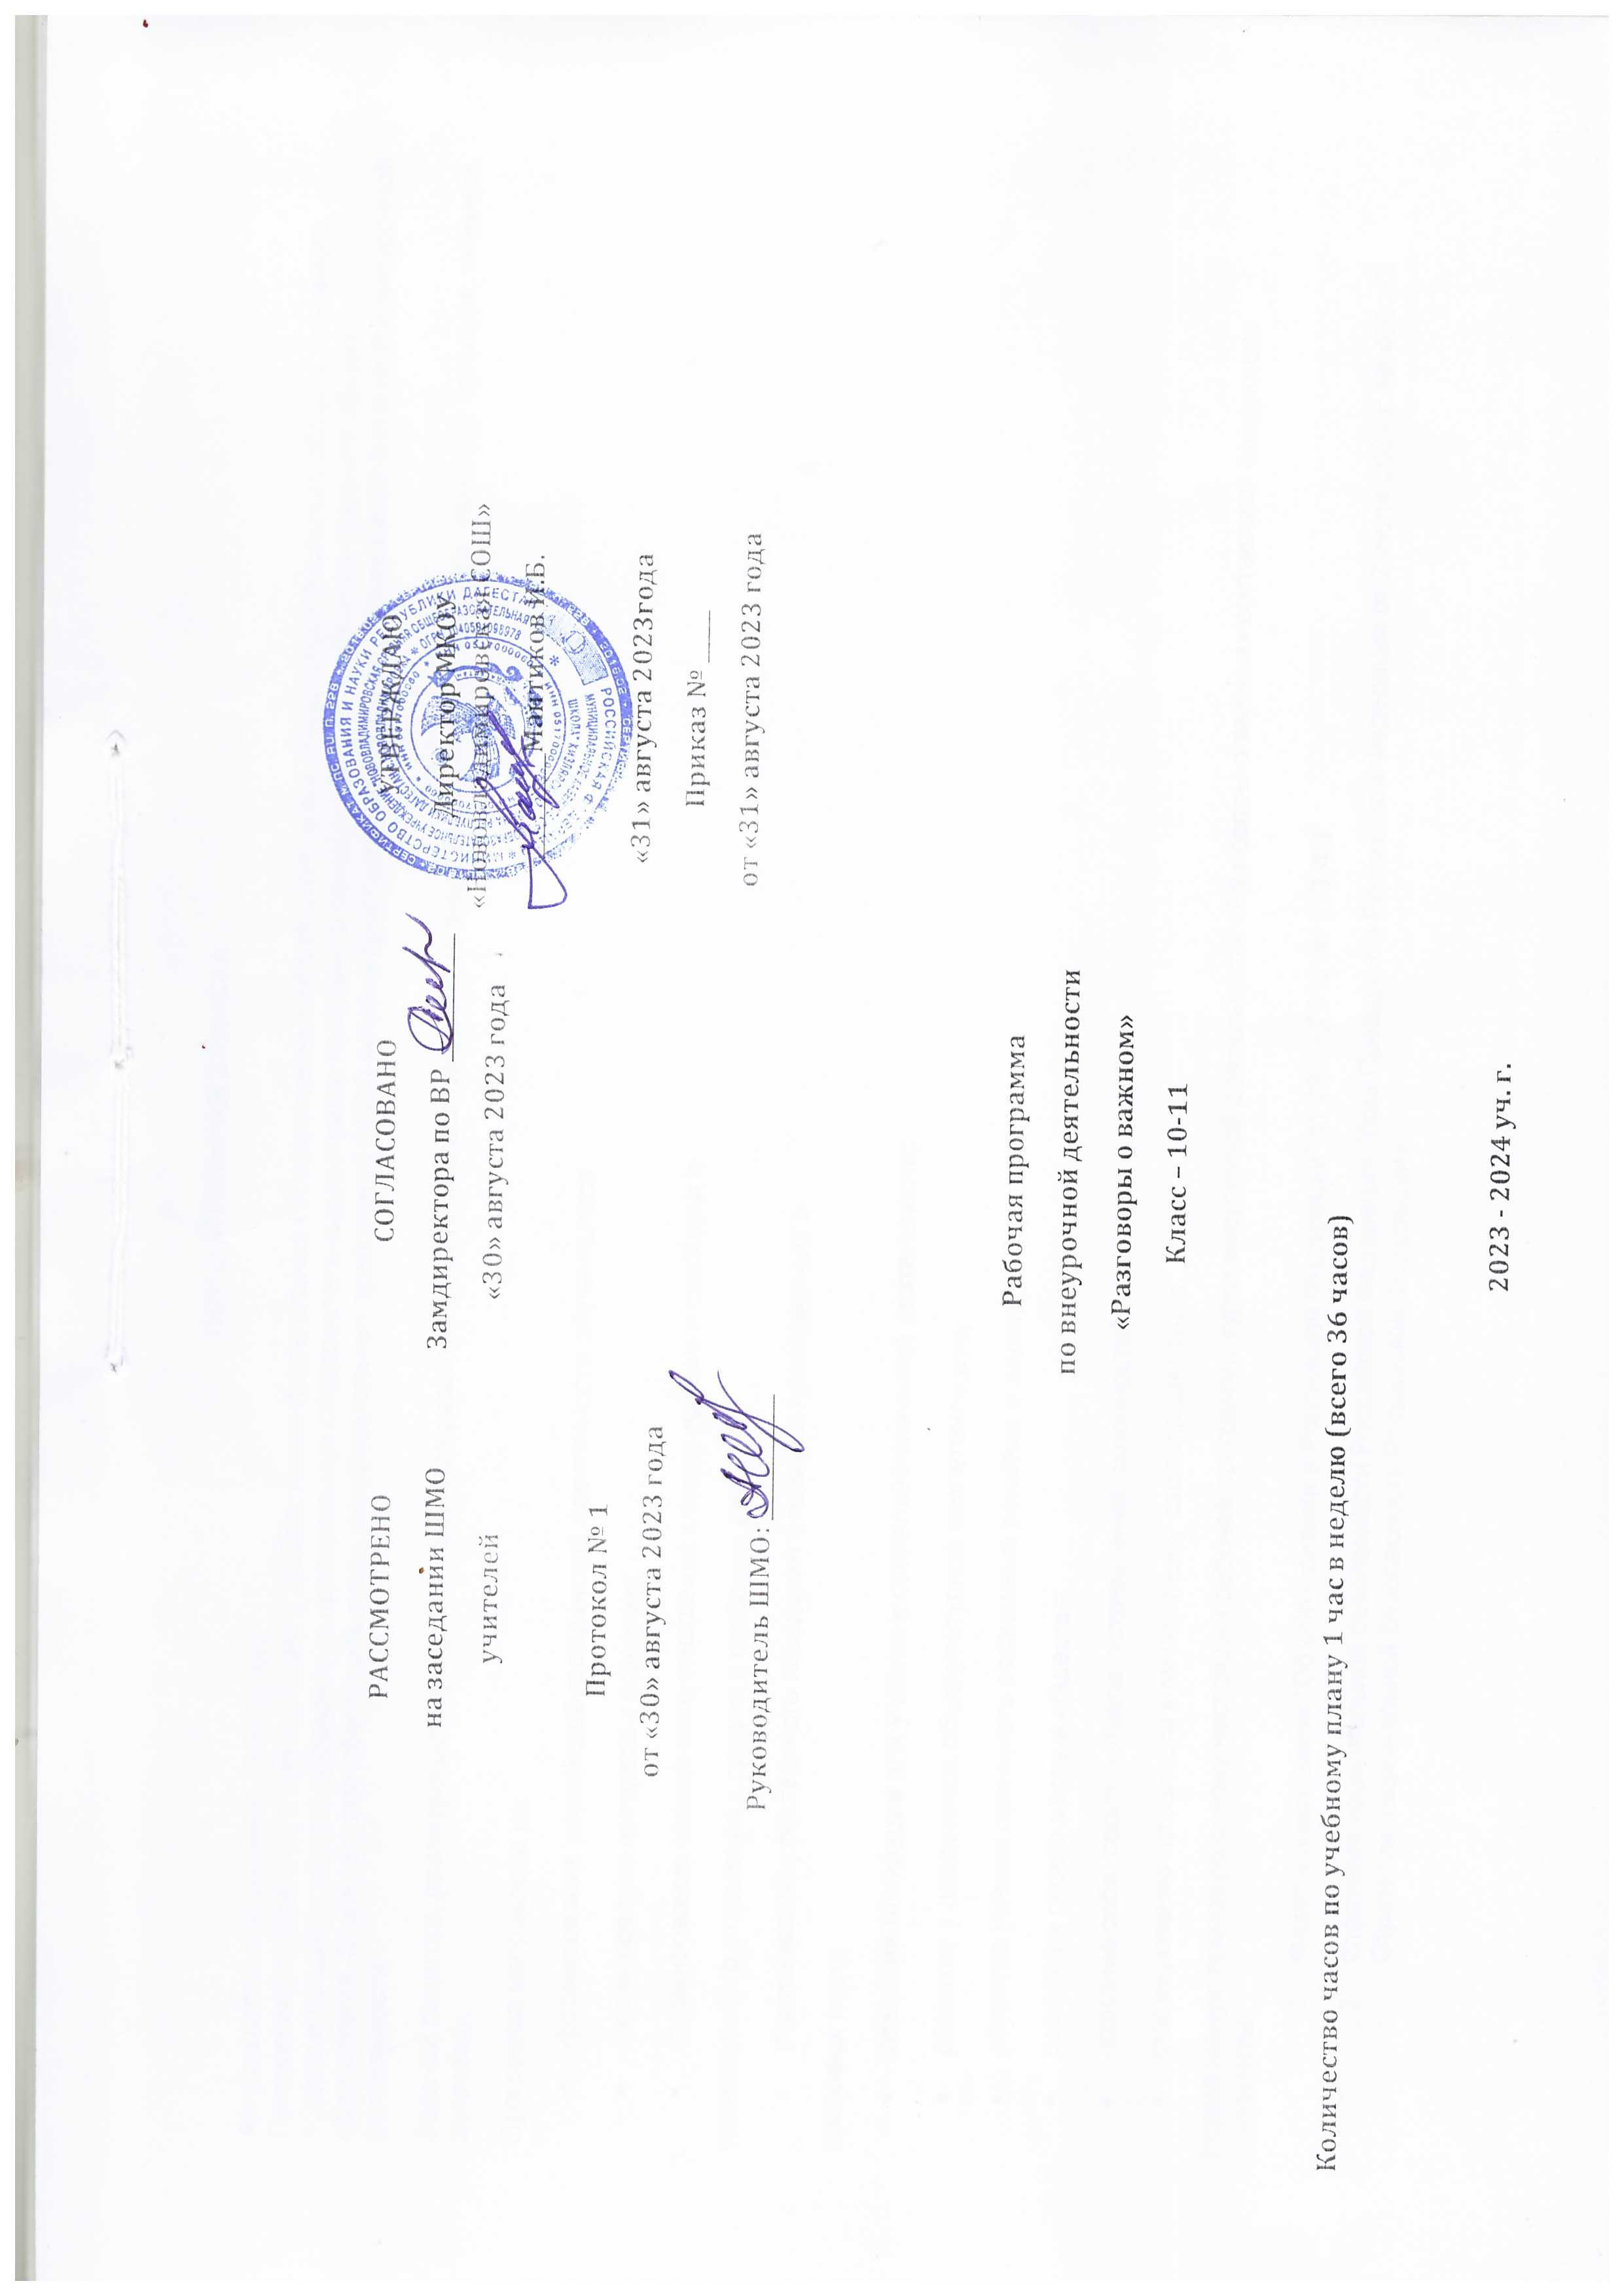 РАССМОТРЕНО
на заседании ШМО
учителей
Протокол № 1
от «30» августа 2023 года
Руководитель ШМО:
СОГЛАСОВАНО
Замдиректора по ВР
«30» августа 2023 года
УТВЕРЖДАЮ
Директор МКОУ
«Нововладимировская СОШ»
Мантиков И.Б.
«31» августа 2023года
Приказ № ____
от «31» августа 2023 года
Рабочая программа
по внеурочной деятельности
«Разговоры о важном»
Класс – 10-11
Количество часов по учебному плану 1 час в неделю (всего 36 часов)
2023 - 2024 уч. г.